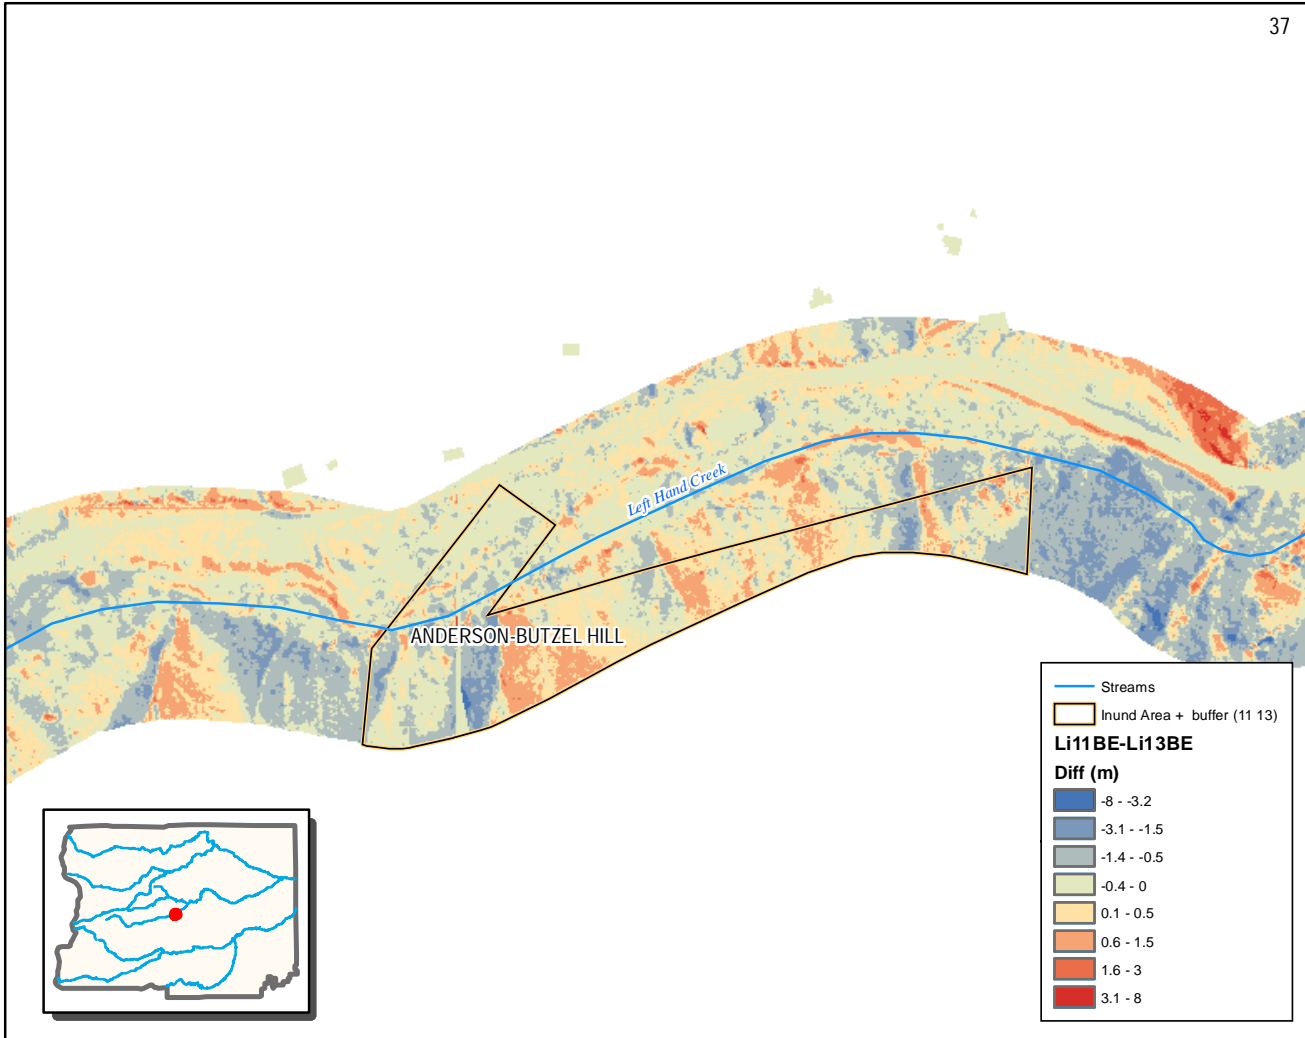 37
Left Hand Creek
ANDERSON-BUTZEL HILL
Streams
Inund Area + buffer (11 13)
Li11BE-Li13BE
Diff (m)
-8 - -3.2
-3.1 - -1.5
-1.4 - -0.5
-0.4 - 0
0.1 - 0.5
0.6 - 1.5
1.6 - 3
3.1 - 8